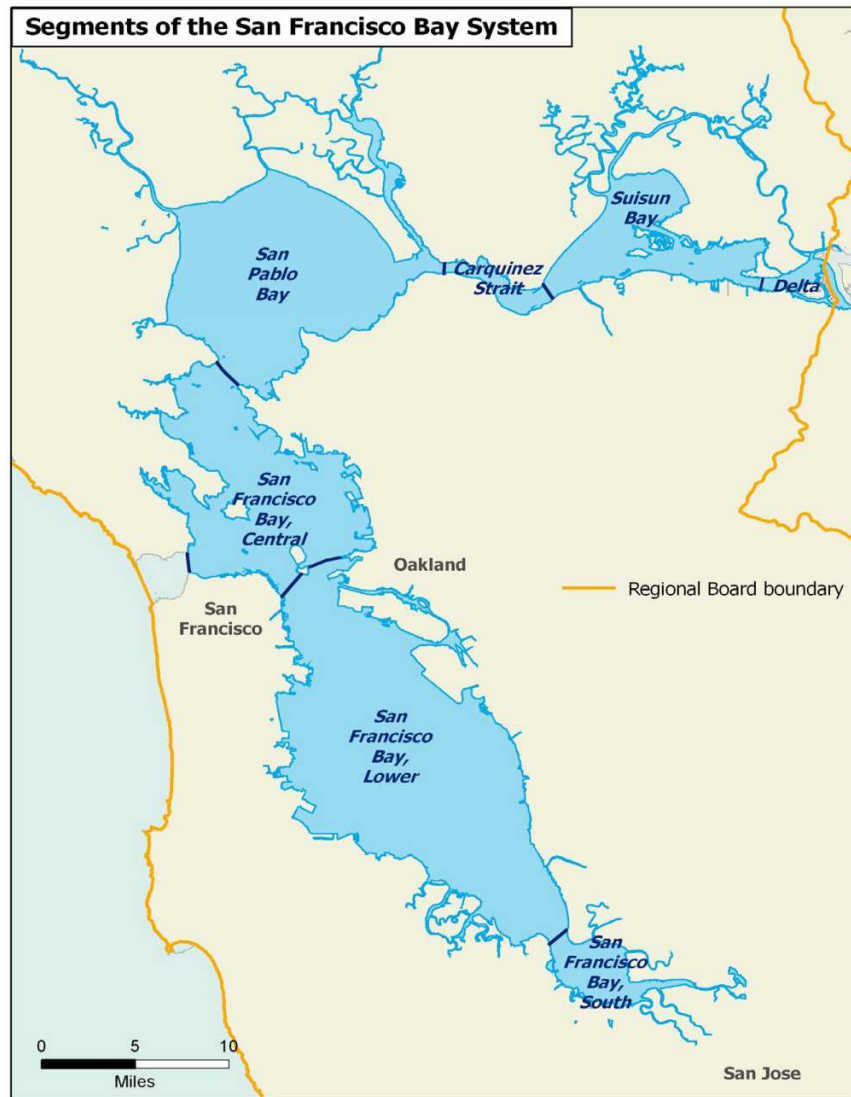 Segments of the San Francisco Bay System
Suisun
Bay
San
Pablo
Bay
Carquinez
Strait
Delta
San
Francisco
Bay,
Central
Oakland
San
Francisco
Regional Board boundary
San
Francisco
Bay,
Lower
San
Francisco
Bay,
South
0 5 10
Miles
San Jose